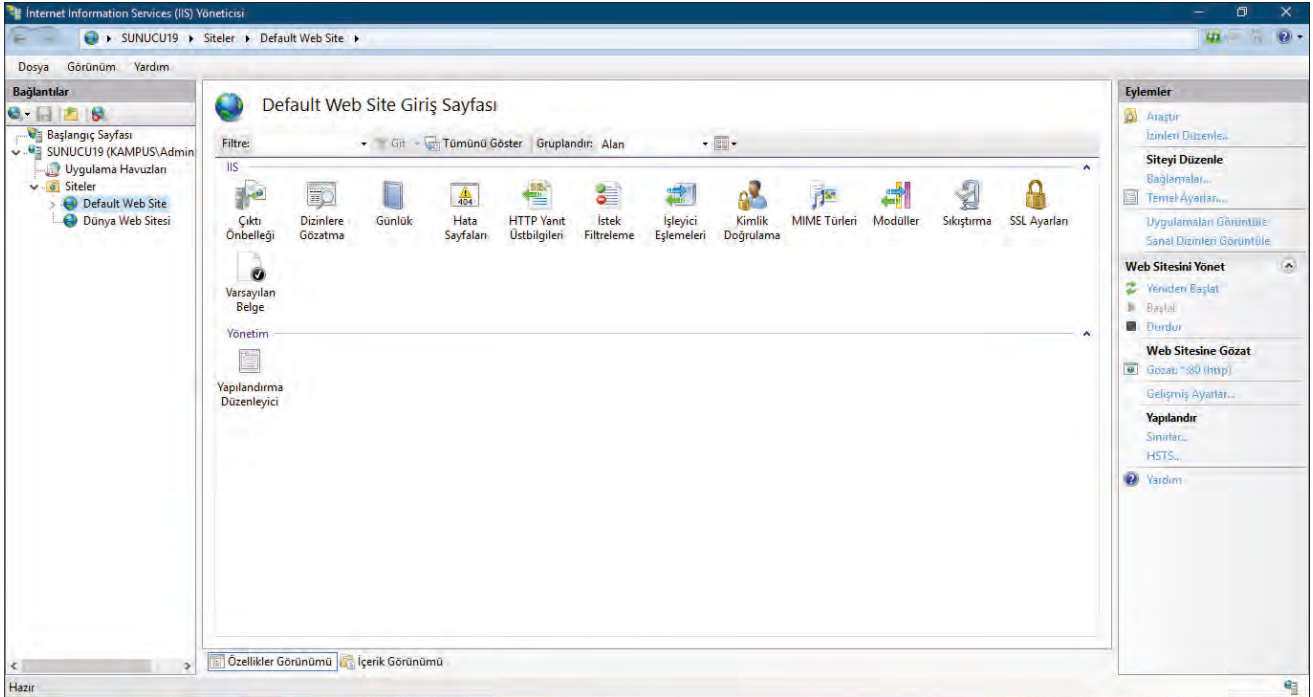 İnternet Information Services (IIS) Yöneticisi
SUNUCU19 Siteler Default Web Site
Dosya Görünüm Yardım
Bağlantılar
Başlangıç Sayfası
SUNUCU19 (KAMPUS\Admin
Uygulama Havuzları
Siteler
Default Web Site
Dünya Web Sitesi
Default Web Site Giriş Sayfası
Filtre: Git Tümünü Göster Gruplandır: Alan
IIS
Çıktı Önbelleği
Dizinlere Gözatma
Günlük
Hata Sayfaları
HTTP Yanıt Üstbilgileri
İstek Filtreleme
İşleyici Eşlemeleri
Kimlik Doğrulama
MIME Türleri
Modüller
Sıkıştırma
SSL Ayarları
Varsayılan Belge
404
Yönetim
Yapılandırma Düzenleyici
Özellikler Görünümü İçerik Görünümü
Eylemler
Araştır
İzinleri Düzenle...
Siteyi Düzenle
Bağlamalar...
Temel Ayarlar...
Uygulamaları Görüntüle
Sanal Dizinleri Görüntüle
Web Sitesini Yönet
Yeniden Başlat
Başlat
Durdur
Web Sitesine Gözat
Gözat: *:80 (http)
Gelişmiş Ayarlar...
Yapılandır
Sınırlar...
HSTS...
Yardım
Hazır